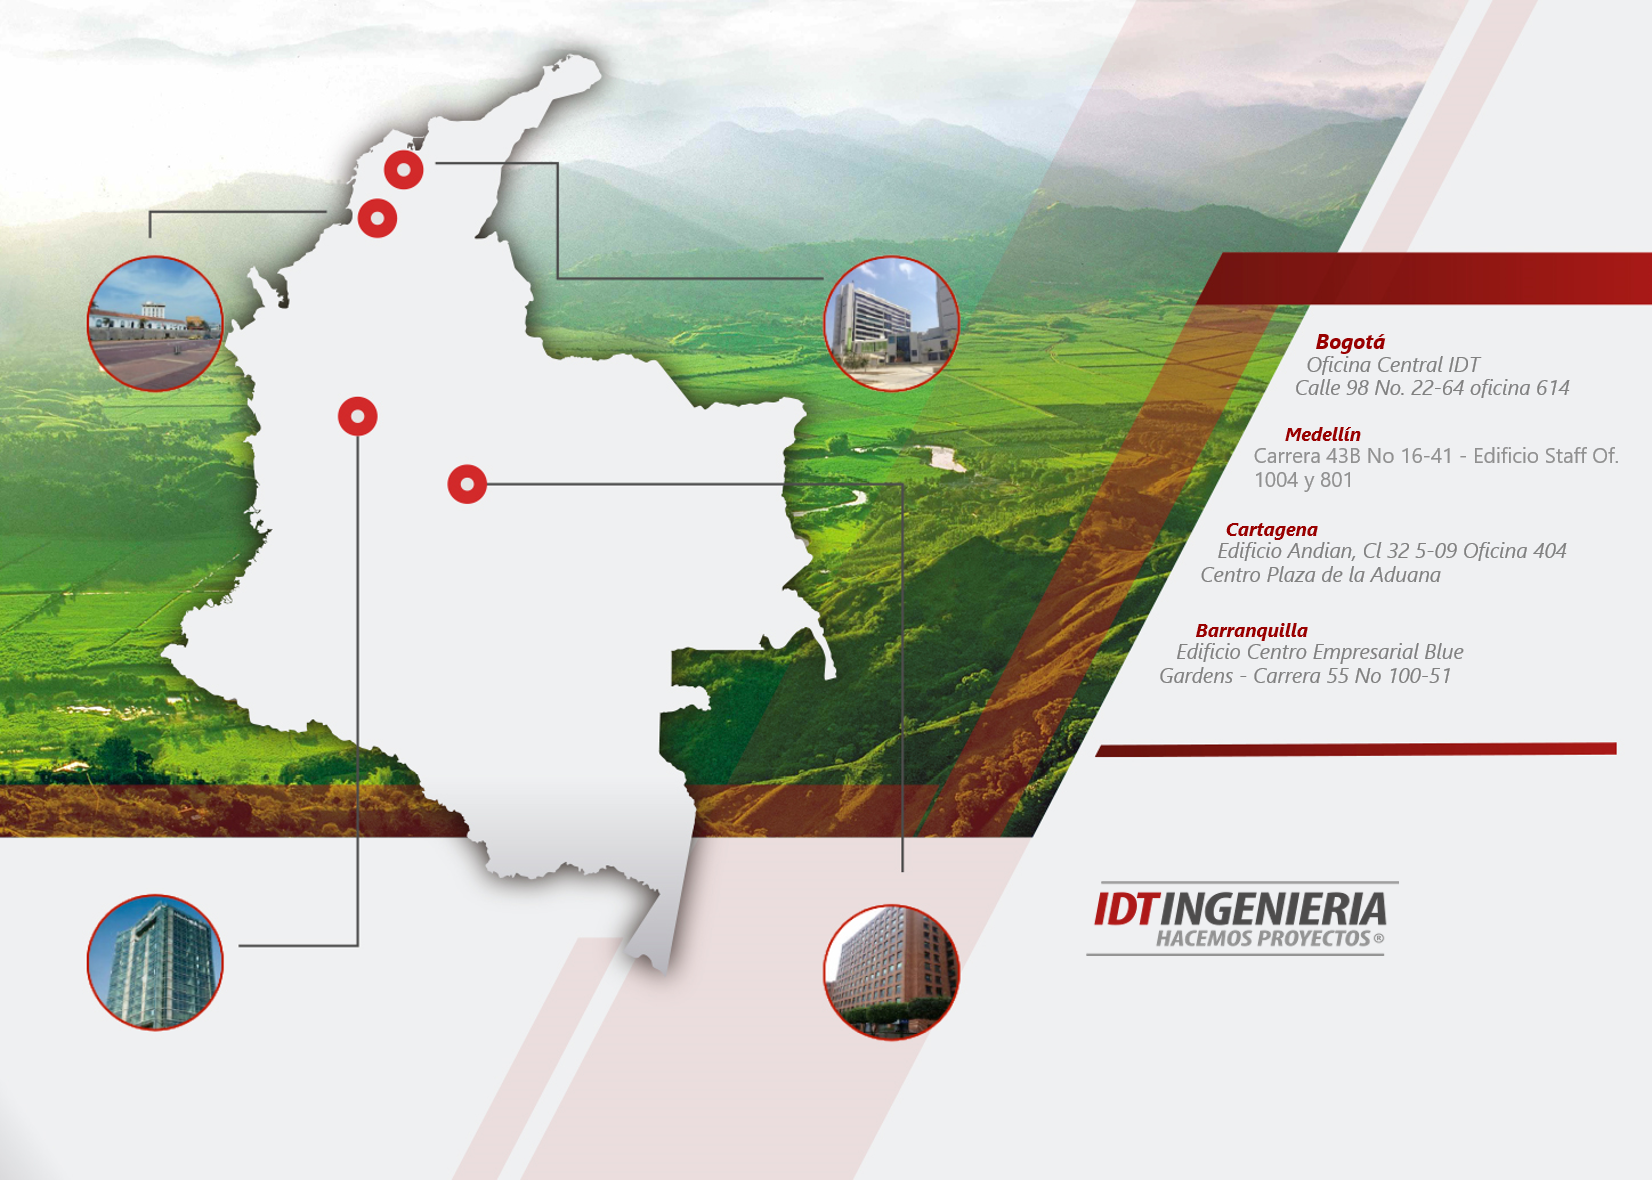 Bogotá
Oficina Central IDT
Calle 98 No. 22-64 oficina 614
Medellín
Carrera 43B No 16-41 - Edificio Staff Of.
1004 y 801
Cartagena
Edificio Andian, Cl 32 5-09 Oficina 404
Centro Plaza de la Aduana
Barranquilla
Edificio Centro Empresarial Blue
Gardens - Carrera 55 No 100-51
IDTINGENIERIA
HACEMOS PROYECTOS®